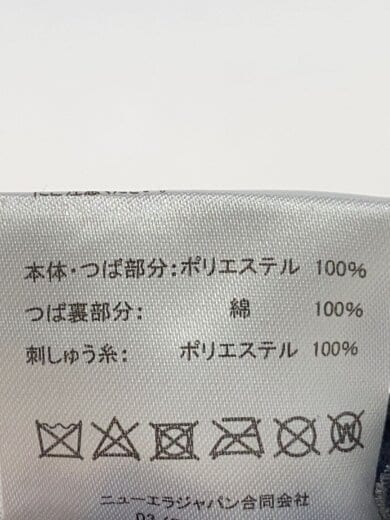 本体・つば部分：ポリエステル 100%
つば裏部分： 綿 100%
刺しゅう糸： ポリエステル 100%
W
ニューエラジャパン合同会社